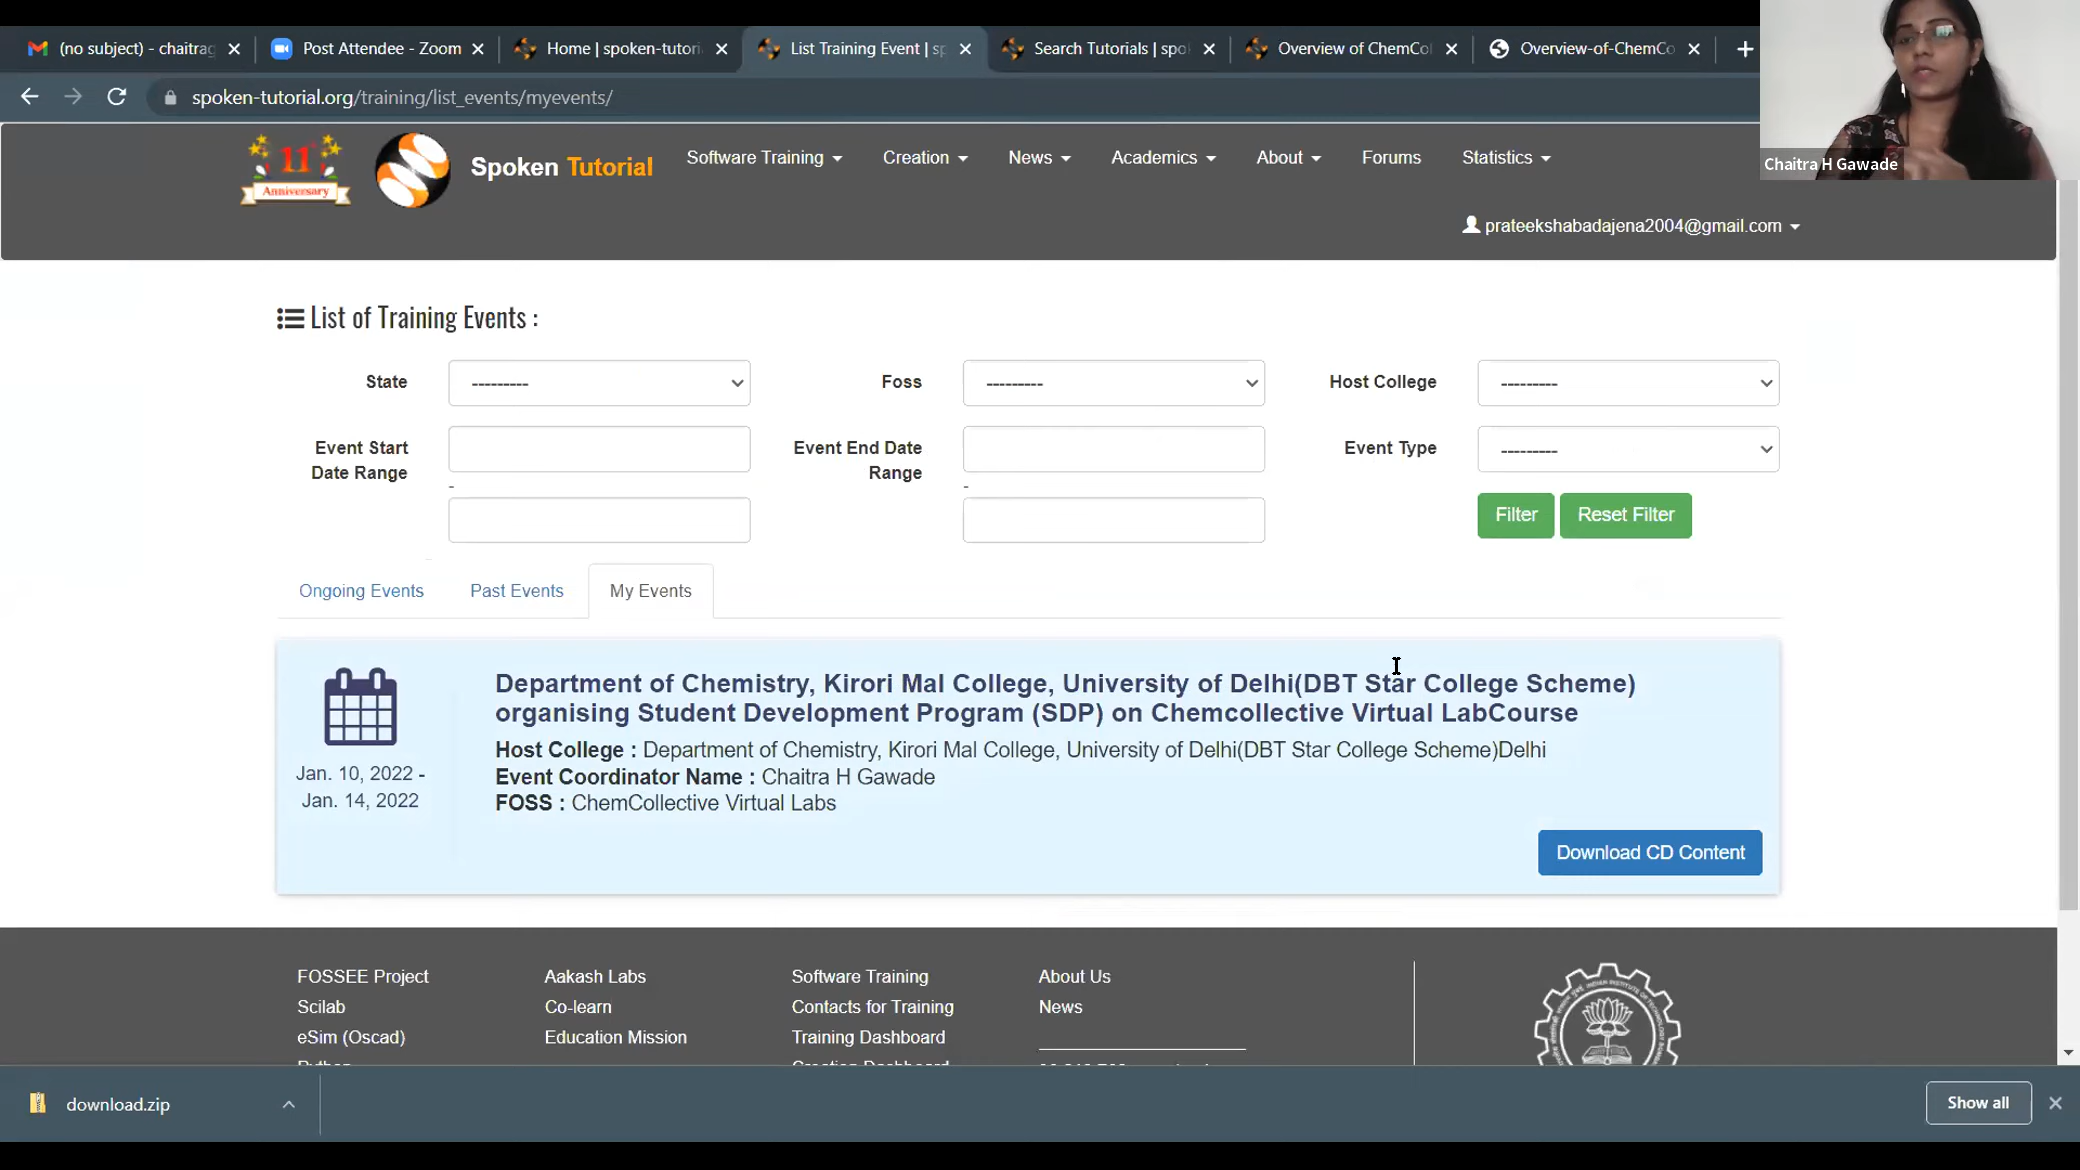 (no subject) - chaitrag
Post Attendee - Zoom
Home | spoken-tutori
List Training Event | sp
Search Tutorials | spo
Overview of ChemCol
Overview-of-ChemCo
spoken-tutorial.org/training/list_events/myevents/
11
Anniversary
Spoken Tutorial
Software Training
Creation
News
Academics
About
Forums
Statistics
Chaitra H Gawade
prateekshabadajena2004@gmail.com
List of Training Events :
State
---------
Foss
---------
Host College
---------
Event Start
Date Range
-
Event End Date
Range
-
Event Type
---------
Filter
Reset Filter
Ongoing Events
Past Events
My Events
Jan. 10, 2022 -
Jan. 14, 2022
Department of Chemistry, Kirori Mal College, University of Delhi(DBT Star College Scheme)
organising Student Development Program (SDP) on Chemcollective Virtual LabCourse
Host College : Department of Chemistry, Kirori Mal College, University of Delhi(DBT Star College Scheme)Delhi
Event Coordinator Name : Chaitra H Gawade
FOSS : ChemCollective Virtual Labs
Download CD Content
FOSSEE Project
Scilab
eSim (Oscad)
Python
Aakash Labs
Co-learn
Education Mission
Software Training
Contacts for Training
Training Dashboard
Creation Dashboard
About Us
News
download.zip
Show all